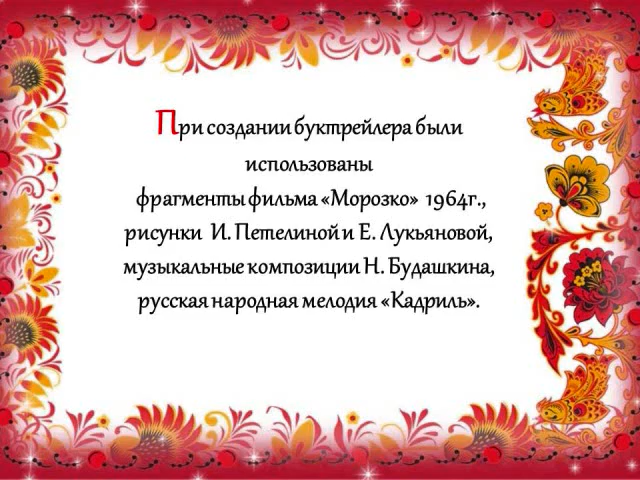 При создании буктрейлера были
использованы
фрагменты фильма «Морозко» 1964г.,
рисунки И. Петелиной и Е. Лукьяновой,
музыкальные композиции Н. Будашкина,
русская народная мелодия «Кадриль».